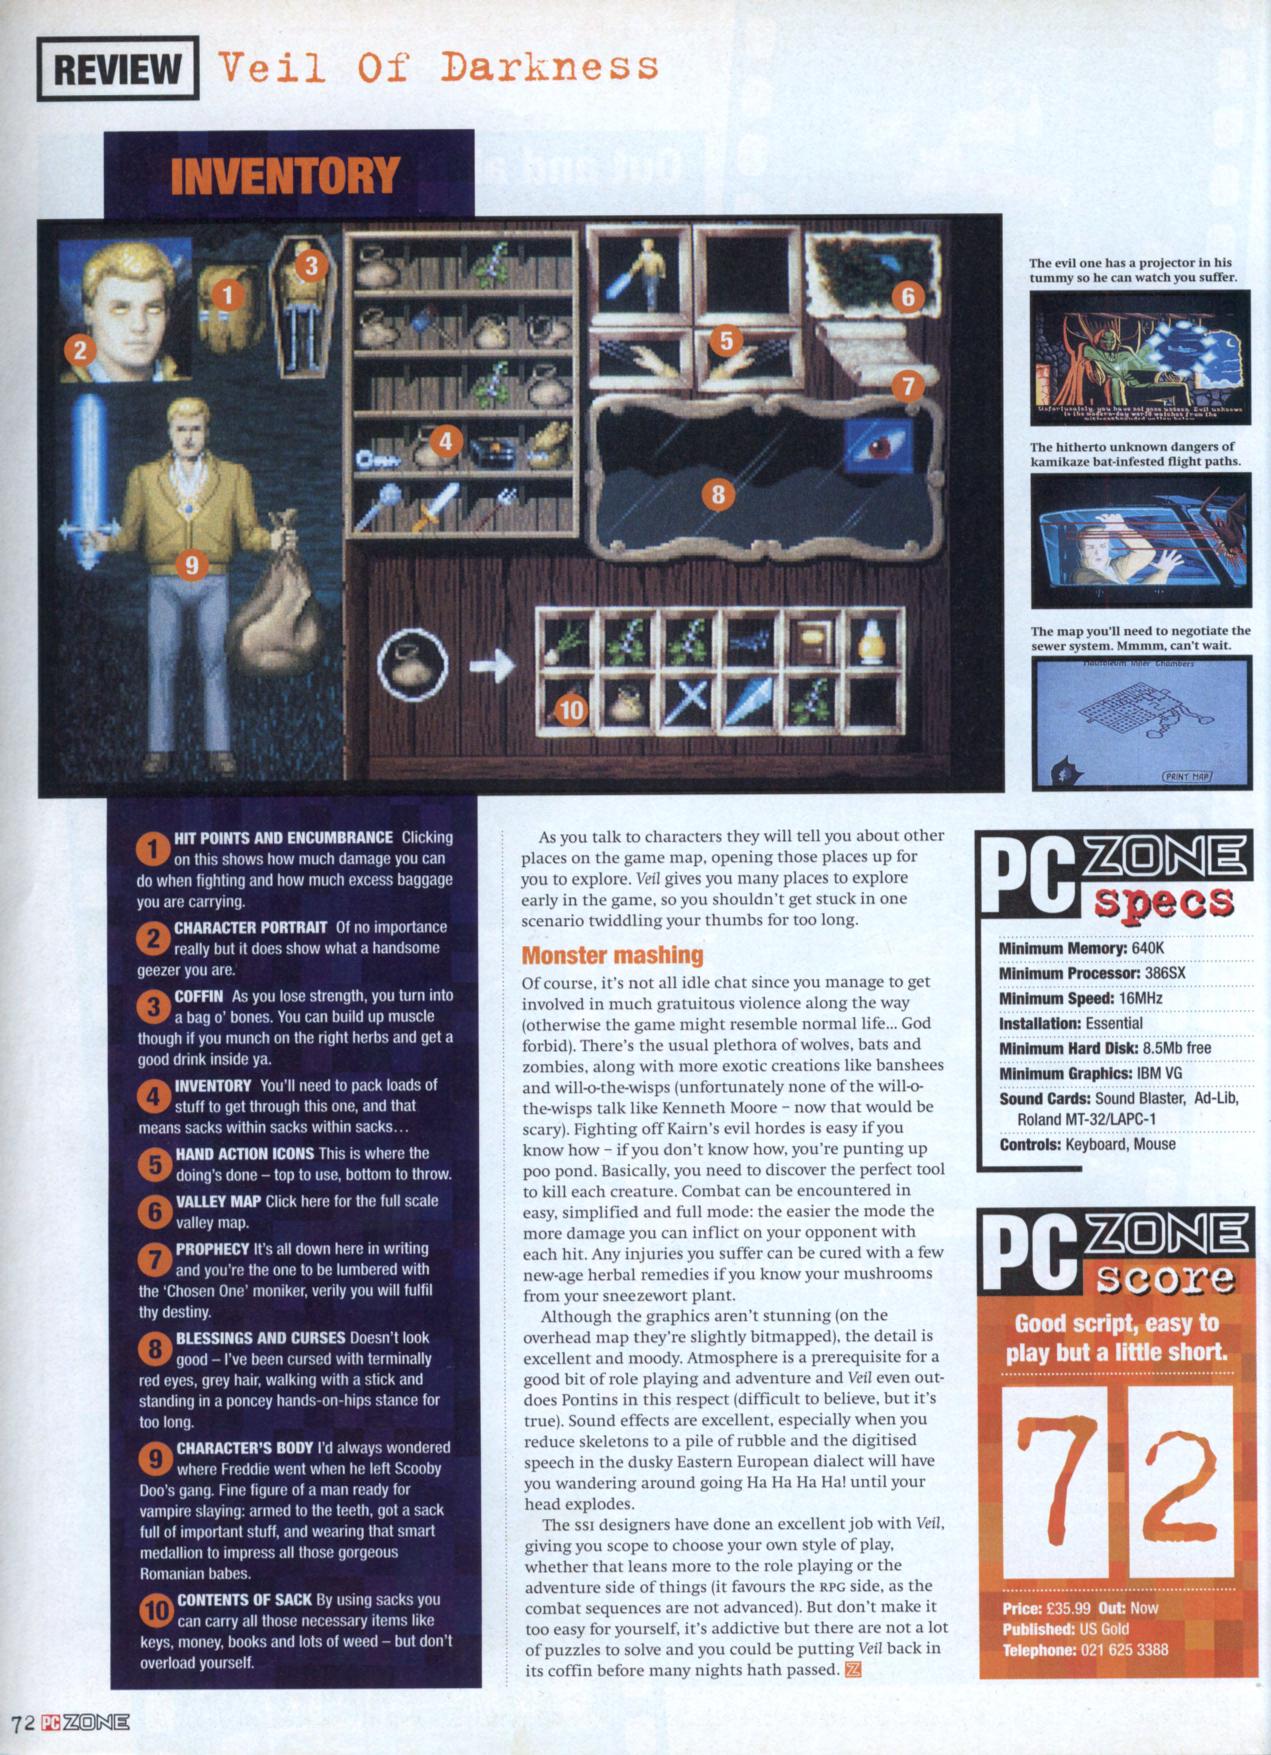 REVIEW Veil Of Darkness
INVENTORY
1
2
3
4
5
6
7
8
9
10
The evil one has a projector in his
tummy so he can watch you suffer.
Unfortunately, you have not gone unseen. Evil unknown
to the modern-day world watches from the
The hitherto unknown dangers of
kamikaze bat-infested flight paths.
The map you'll need to negotiate the
sewer system. Mmmm, can't wait.
Mausoleum Inner Chambers
PRINT MAP
1 HIT POINTS AND ENCUMBRANCE Clicking
on this shows how much damage you can
do when fighting and how much excess baggage
you are carrying.
2 CHARACTER PORTRAIT Of no importance
really but it does show what a handsome
geezer you are.
3 COFFIN As you lose strength, you turn into
a bag o' bones. You can build up muscle
though if you munch on the right herbs and get a
good drink inside ya.
4 INVENTORY You'll need to pack loads of
stuff to get through this one, and that
means sacks within sacks within sacks...
5 HAND ACTION ICONS This is where the
doing's done – top to use, bottom to throw.
6 VALLEY MAP Click here for the full scale
valley map.
7 PROPHECY It's all down here in writing
and you're the one to be lumbered with
the 'Chosen One' moniker, verily you will fulfil
thy destiny.
8 BLESSINGS AND CURSES Doesn't look
good – I've been cursed with terminally
red eyes, grey hair, walking with a stick and
standing in a poncey hands-on-hips stance for
too long.
9 CHARACTER'S BODY I'd always wondered
where Freddie went when he left Scooby
Doo's gang. Fine figure of a man ready for
vampire slaying: armed to the teeth, got a sack
full of important stuff, and wearing that smart
medallion to impress all those gorgeous
Romanian babes.
10 CONTENTS OF SACK By using sacks you
can carry all those necessary items like
keys, money, books and lots of weed – but don't
overload yourself.
As you talk to characters they will tell you about other
places on the game map, opening those places up for
you to explore. Veil gives you many places to explore
early in the game, so you shouldn't get stuck in one
scenario twiddling your thumbs for too long.
Monster mashing
Of course, it's not all idle chat since you manage to get
involved in much gratuitous violence along the way
(otherwise the game might resemble normal life... God
forbid). There's the usual plethora of wolves, bats and
zombies, along with more exotic creations like banshees
and will-o-the-wisps (unfortunately none of the will-o-
the-wisps talk like Kenneth Moore – now that would be
scary). Fighting off Kairn's evil hordes is easy if you
know how – if you don't know how, you're punting up
poo pond. Basically, you need to discover the perfect tool
to kill each creature. Combat can be encountered in
easy, simplified and full mode: the easier the mode the
more damage you can inflict on your opponent with
each hit. Any injuries you suffer can be cured with a few
new-age herbal remedies if you know your mushrooms
from your sneezewort plant.
Although the graphics aren't stunning (on the
overhead map they're slightly bitmapped), the detail is
excellent and moody. Atmosphere is a prerequisite for a
good bit of role playing and adventure and Veil even out-
does Pontins in this respect (difficult to believe, but it's
true). Sound effects are excellent, especially when you
reduce skeletons to a pile of rubble and the digitised
speech in the dusky Eastern European dialect will have
you wandering around going Ha Ha Ha Ha! until your
head explodes.
The SSI designers have done an excellent job with Veil,
giving you scope to choose your own style of play,
whether that leans more to the role playing or the
adventure side of things (it favours the RPG side, as the
combat sequences are not advanced). But don't make it
too easy for yourself, it's addictive but there are not a lot
of puzzles to solve and you could be putting Veil back in
its coffin before many nights hath passed. Z
PC ZONE
specs
Minimum Memory: 640K
Minimum Processor: 386SX
Minimum Speed: 16MHz
Installation: Essential
Minimum Hard Disk: 8.5Mb free
Minimum Graphics: IBM VG
Sound Cards: Sound Blaster, Ad-Lib,
Roland MT-32/LAPC-1
Controls: Keyboard, Mouse
PC ZONE
score
Good script, easy to
play but a little short.
72
Price: £35.99 Out: Now
Published: US Gold
Telephone: 021 625 3388
72 PC ZONE